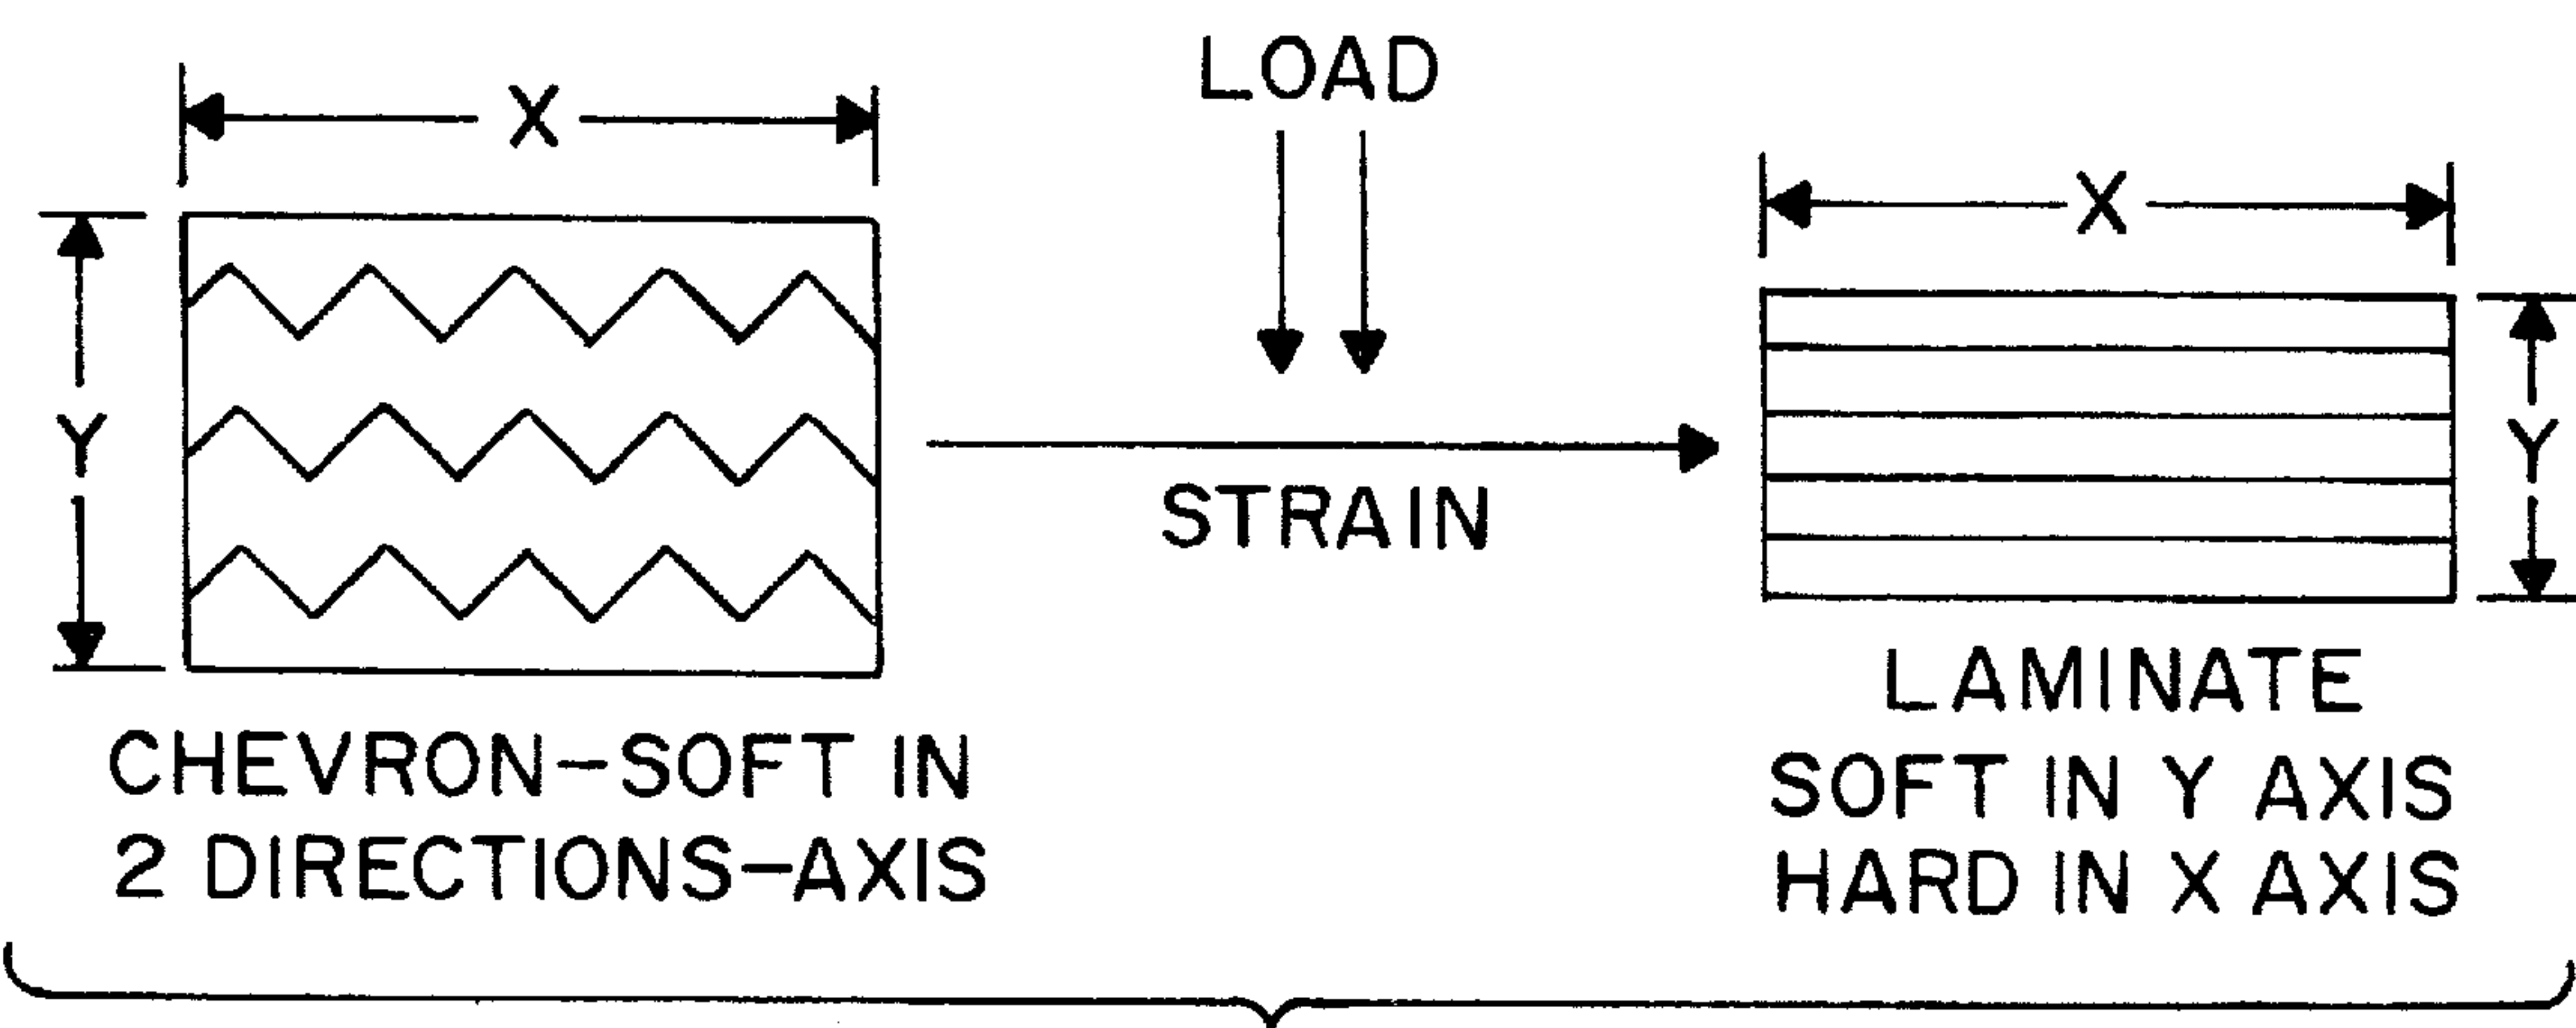 X
Y
CHEVRON-SOFT IN
2 DIRECTIONS-AXIS
LOAD
STRAIN
X
Y
LAMINATE
SOFT IN Y AXIS
HARD IN X AXIS